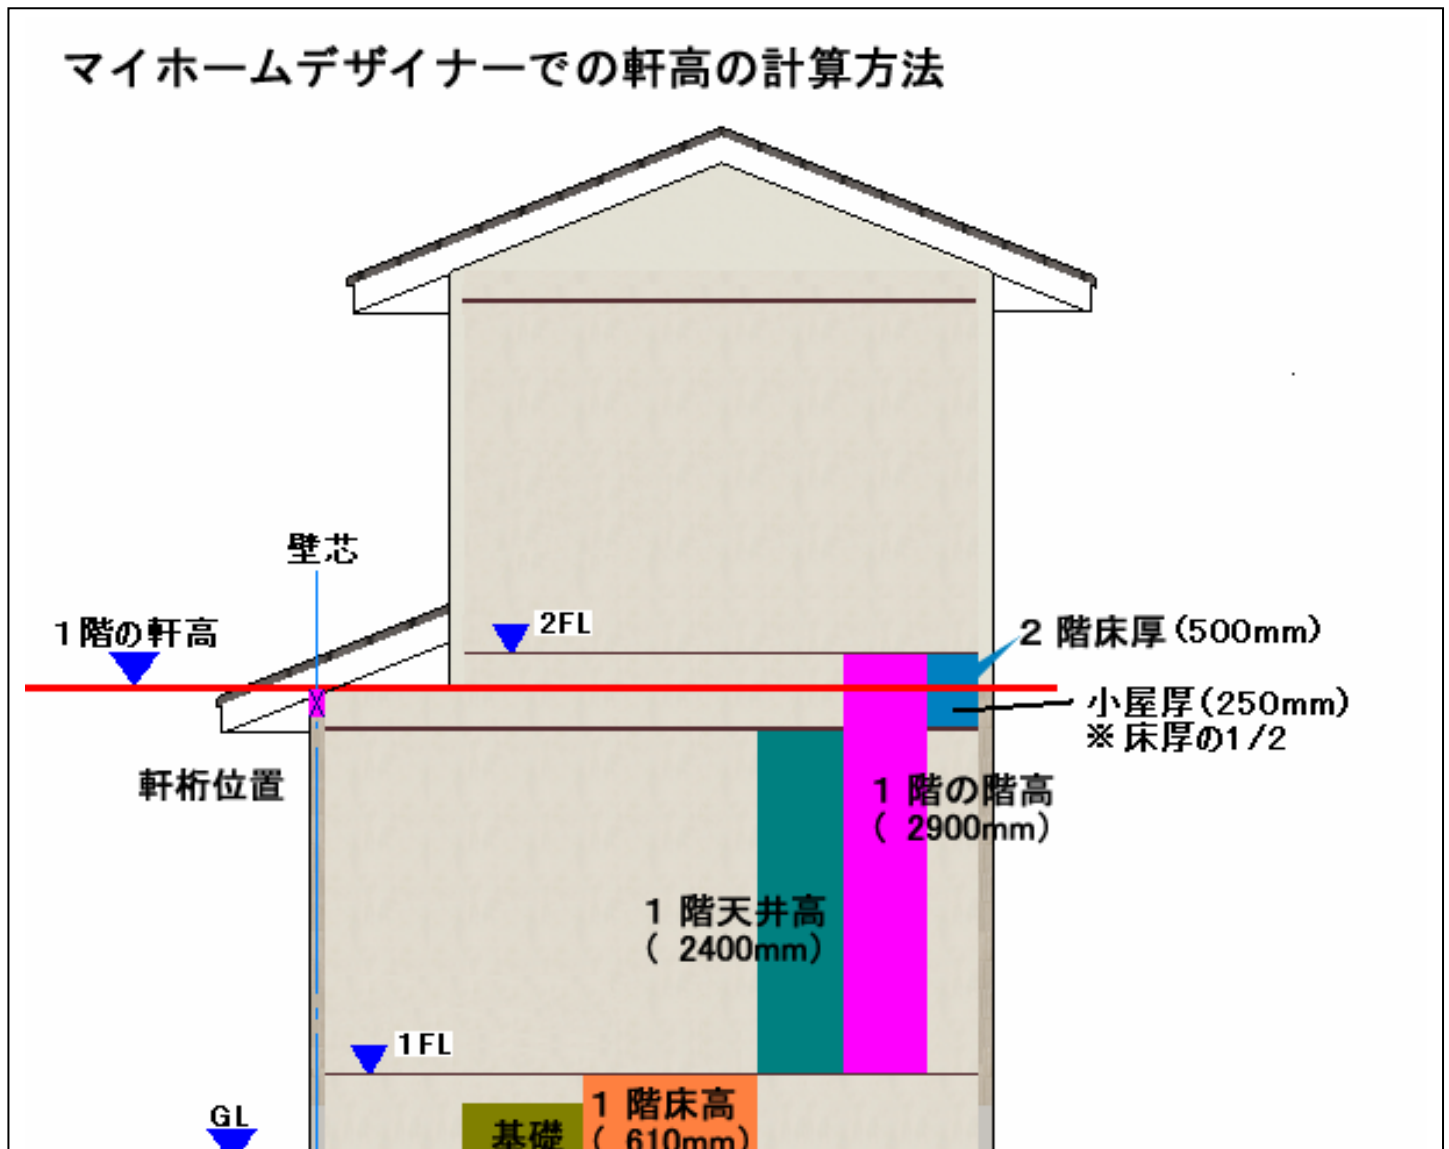 マイホームデザイナーでの軒高の計算方法
壁芯
1階の軒高
2FL
2 階床厚(500mm)
小屋厚(250mm)
※床厚の1/2
軒桁位置
1 階の階高
( 2900mm)
1 階天井高
( 2400mm)
1FL
GL
基礎
1 階床高
( 610mm)